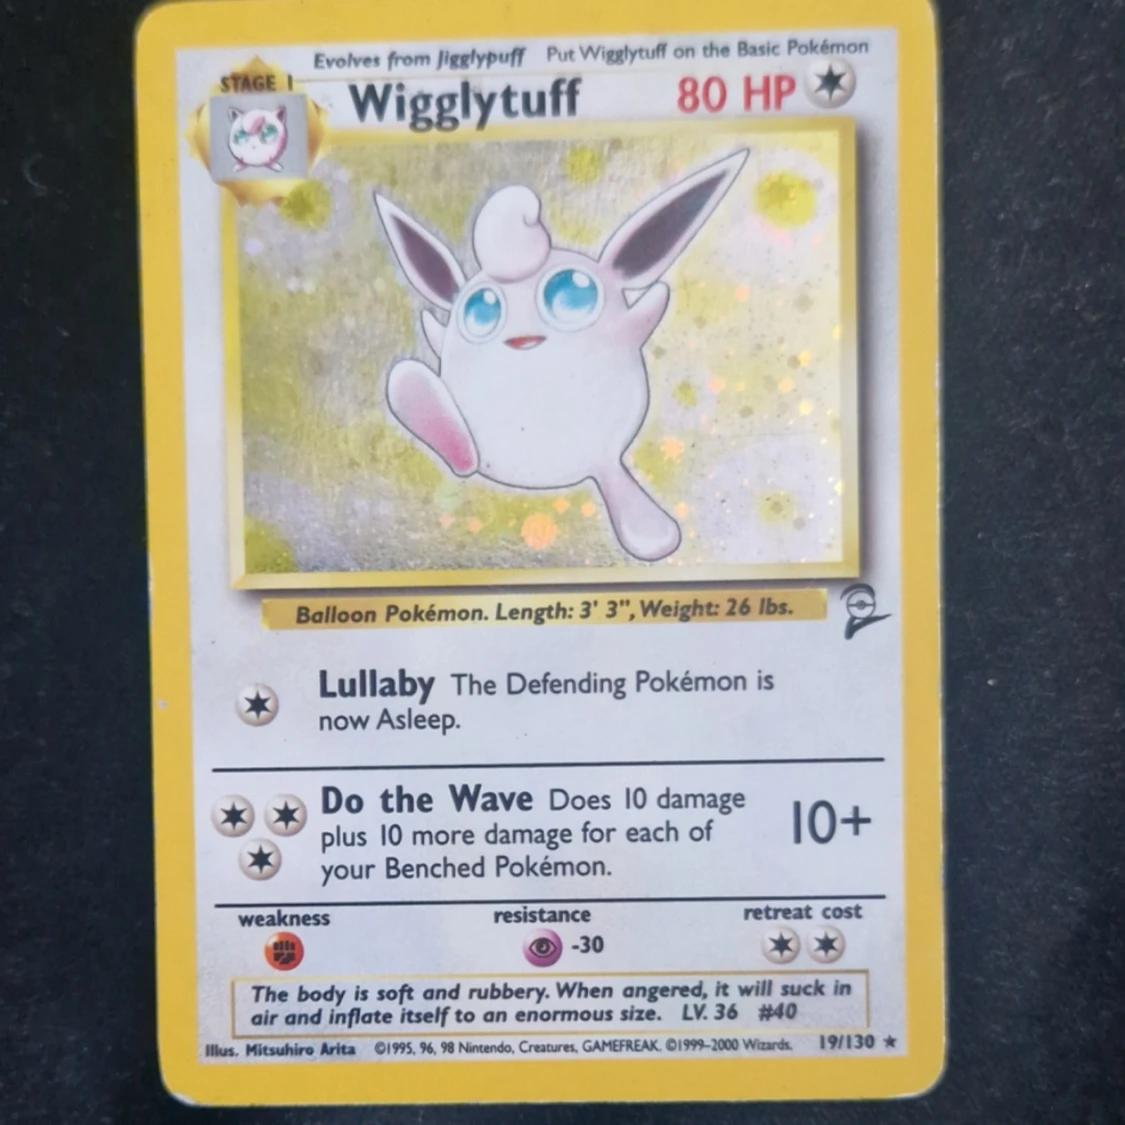 Evolves from Jigglypuff Put Wigglytuff on the Basic Pokémon
STAGE 1
Wigglytuff 80 HP
Balloon Pokémon. Length: 3' 3", Weight: 26 lbs.
Lullaby The Defending Pokémon is
now Asleep.
Do the Wave Does 10 damage
plus 10 more damage for each of
your Benched Pokémon.
10+
weakness resistance retreat cost
-30
The body is soft and rubbery. When angered, it will suck in
air and inflate itself to an enormous size. LV. 36 #40
Illus. Mitsuhiro Arita ©1995, 96, 98 Nintendo, Creatures, GAMEFREAK. ©1999-2000 Wizards. 19/130 ★